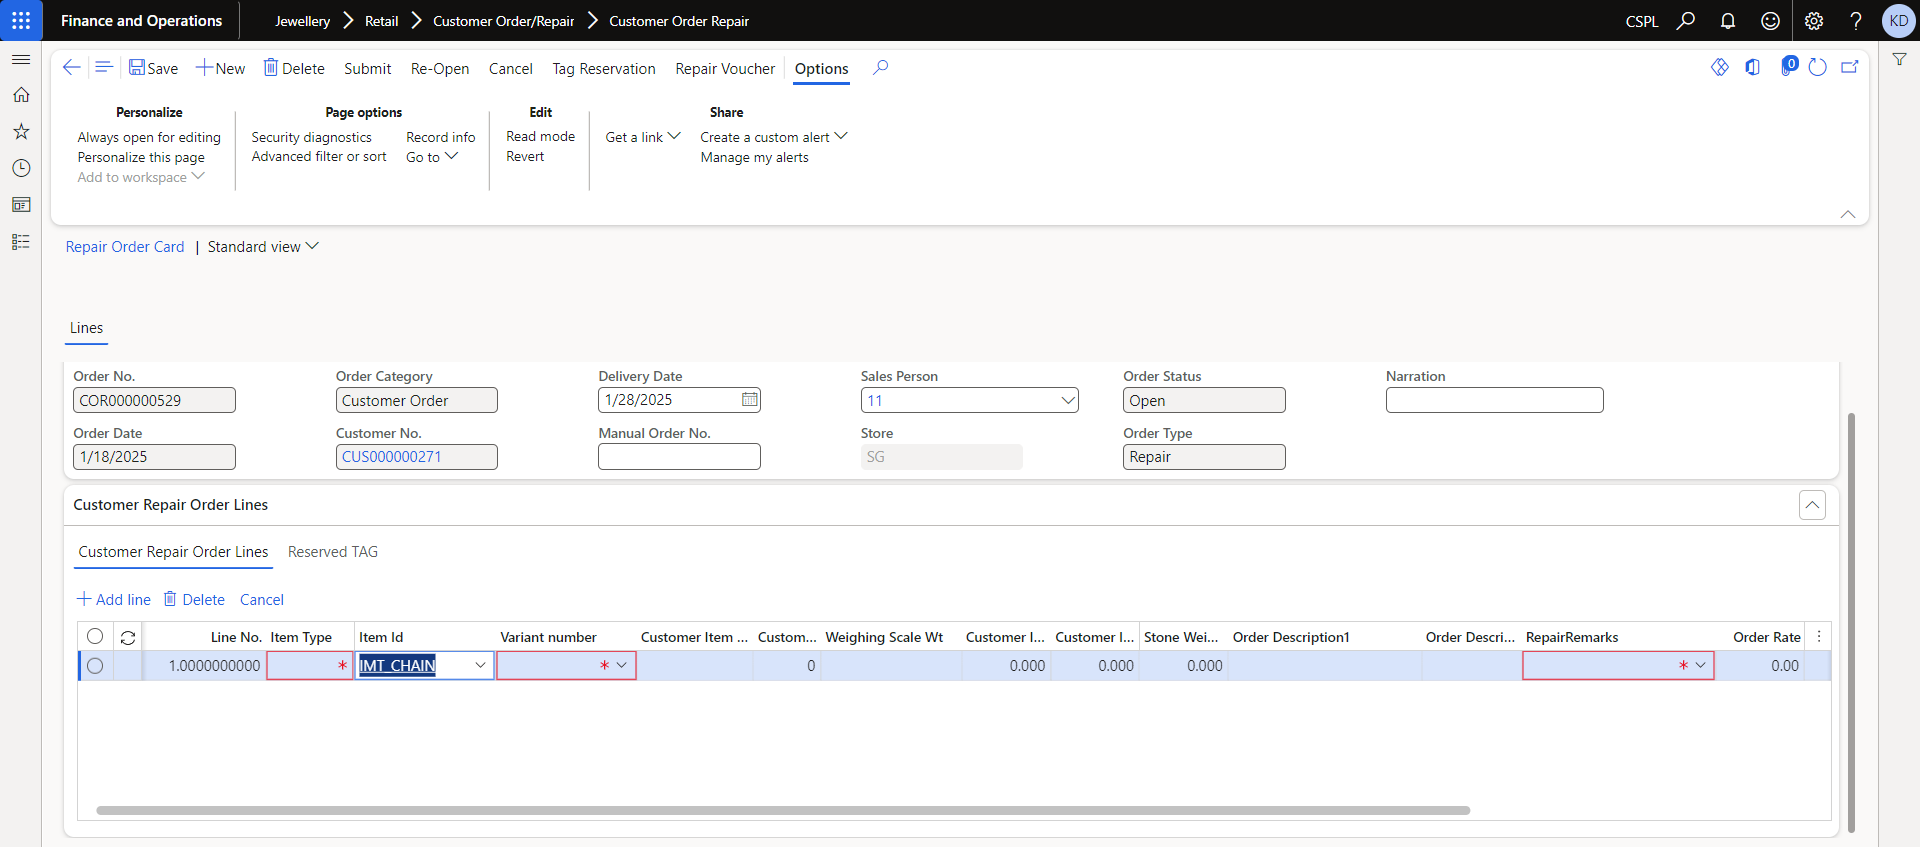 Finance and Operations
Jewellery
Retail
Customer Order/Repair
Customer Order Repair
CSPL
KD
Save
New
Delete
Submit
Re-Open
Cancel
Tag Reservation
Repair Voucher
Options
0
Personalize
Always open for editing
Personalize this page
Add to workspace
Page options
Security diagnostics
Advanced filter or sort
Record info
Go to
Edit
Read mode
Revert
Share
Get a link
Create a custom alert
Manage my alerts
Repair Order Card | Standard view
Lines
Order No.
COR000000529
Order Category
Customer Order
Delivery Date
1/28/2025
Sales Person
11
Order Status
Open
Narration
Order Date
1/18/2025
Customer No.
CUS000000271
Manual Order No.
Store
SG
Order Type
Repair
Customer Repair Order Lines
Customer Repair Order Lines
Reserved TAG
Add line
Delete
Cancel
Line No. Item Type Item Id Variant number Customer Item ... Custom... Weighing Scale Wt Customer I... Customer I... Stone Wei... Order Description1 Order Descri... RepairRemarks Order Rate
1.0000000000 * IMT_CHAIN * 0 0.000 0.000 0.000 * 0.00